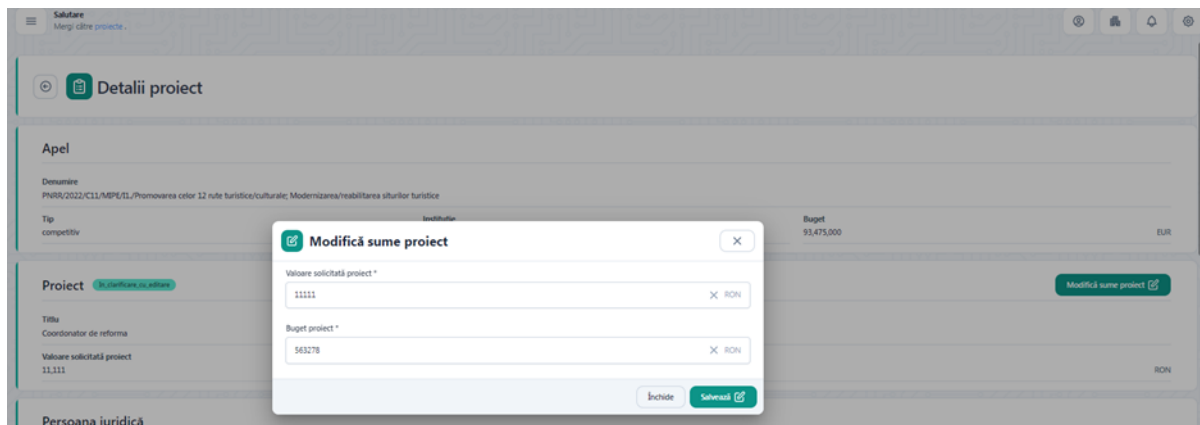 Salutare
Mergi către proiecte .
Detalii proiect
Apel
Denumire
PNRR/2022/C11/MIPE/I1./Promovarea celor 12 rute turistice/culturale; Modernizarea/reabilitarea siturilor turistice
Tip
Instituție
Buget
competitiv
93,475,000
EUR
Modifică sume proiect
Valoare solicitată proiect *
11111
RON
Buget proiect *
563278
RON
Închide
Salvează
Proiect
în_clarificare_cu_editare
Modifică sume proiect
Titlu
Coordonator de reforma
Valoare solicitată proiect
11,111
RON
Persoana juridică